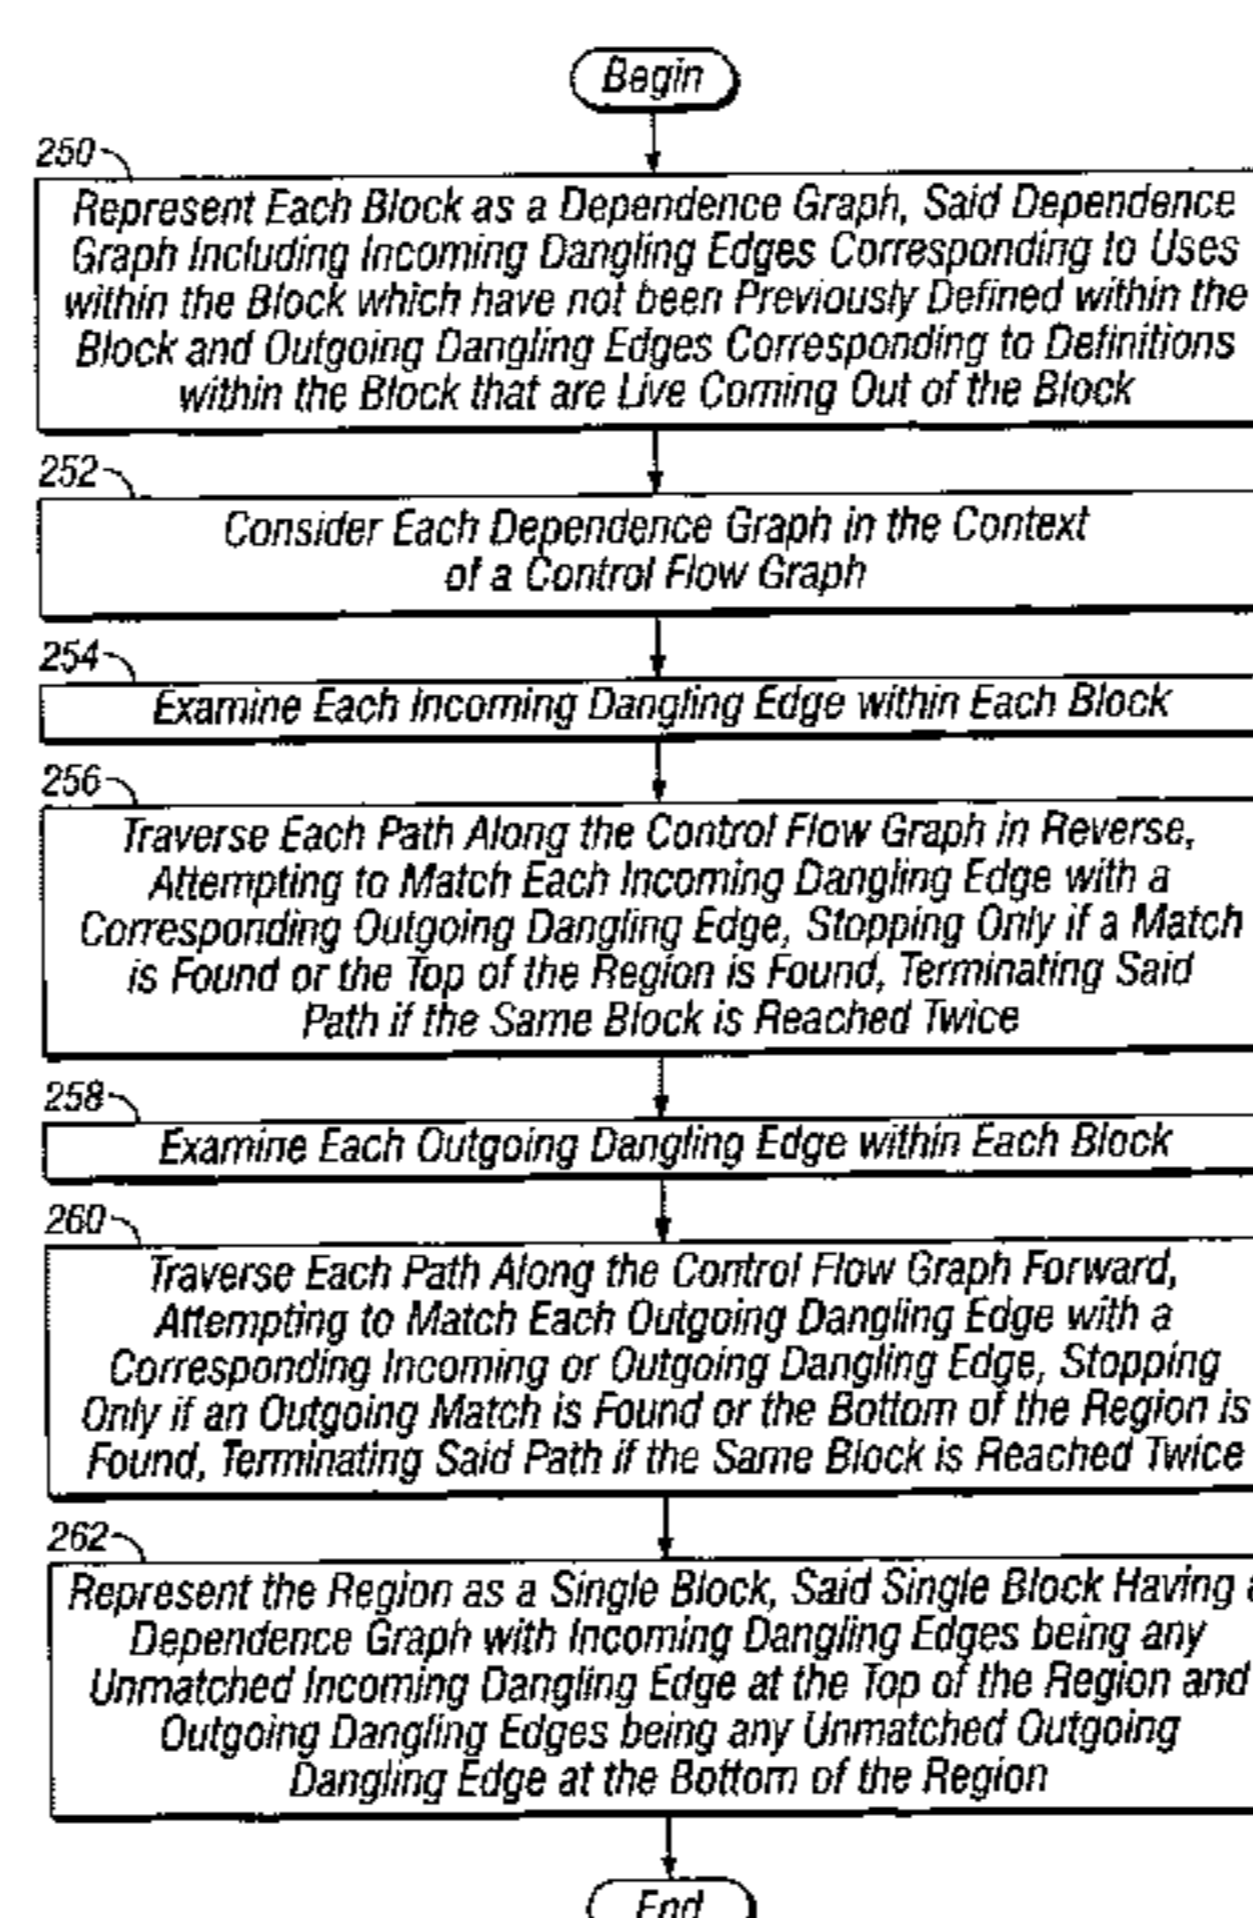 Begin
250
Represent Each Block as a Dependence Graph, Said Dependence
Graph Including Incoming Dangling Edges Corresponding to Uses
within the Block which have not been Previously Defined within the
Block and Outgoing Dangling Edges Corresponding to Definitions
within the Block that are Live Coming Out of the Block
252
Consider Each Dependence Graph in the Context
of a Control Flow Graph
254
Examine Each Incoming Dangling Edge within Each Block
256
Traverse Each Path Along the Control Flow Graph in Reverse,
Attempting to Match Each Incoming Dangling Edge with a
Corresponding Outgoing Dangling Edge, Stopping Only if a Match
is Found or the Top of the Region is Found, Terminating Said
Path if the Same Block is Reached Twice
258
Examine Each Outgoing Dangling Edge within Each Block
260
Traverse Each Path Along the Control Flow Graph Forward,
Attempting to Match Each Outgoing Dangling Edge with a
Corresponding Incoming or Outgoing Dangling Edge, Stopping
Only if an Outgoing Match is Found or the Bottom of the Region is
Found, Terminating Said Path if the Same Block is Reached Twice
262
Represent the Region as a Single Block, Said Single Block Having a
Dependence Graph with Incoming Dangling Edges being any
Unmatched Incoming Dangling Edge at the Top of the Region and
Outgoing Dangling Edges being any Unmatched Outgoing
Dangling Edge at the Bottom of the Region
End